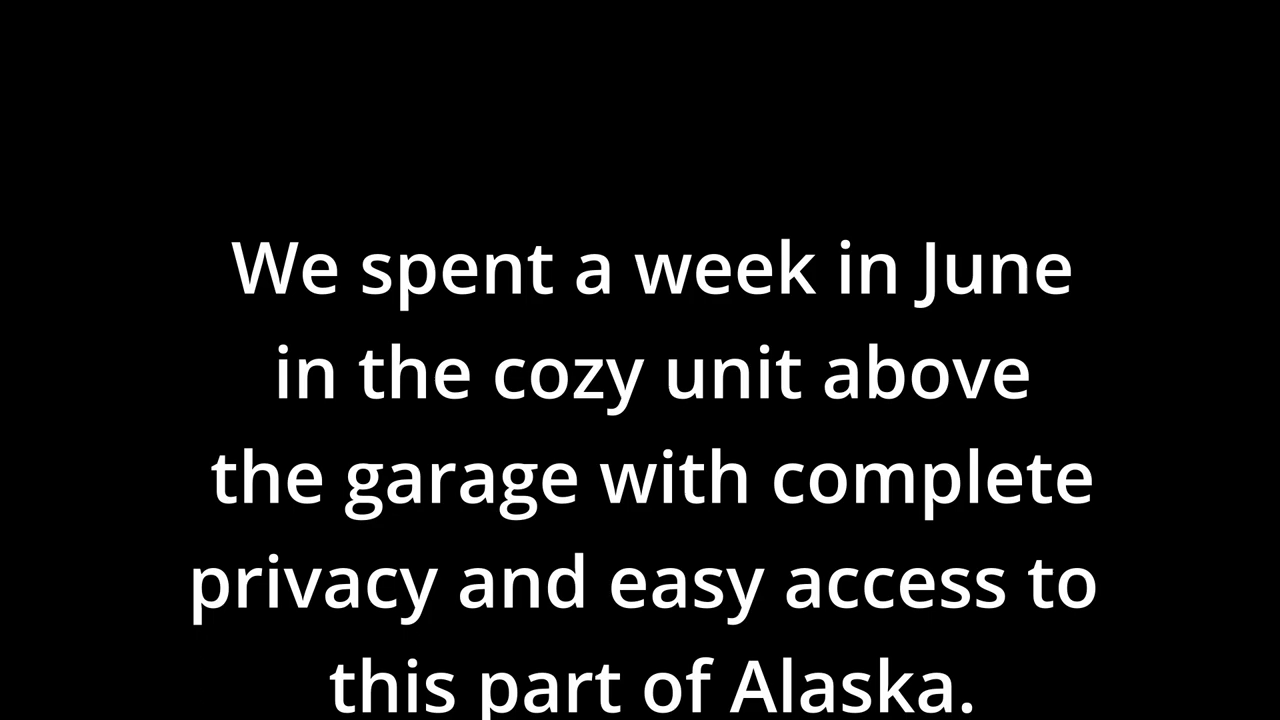 We spent a week in June
in the cozy unit above
the garage with complete
privacy and easy access to
this part of Alaska.